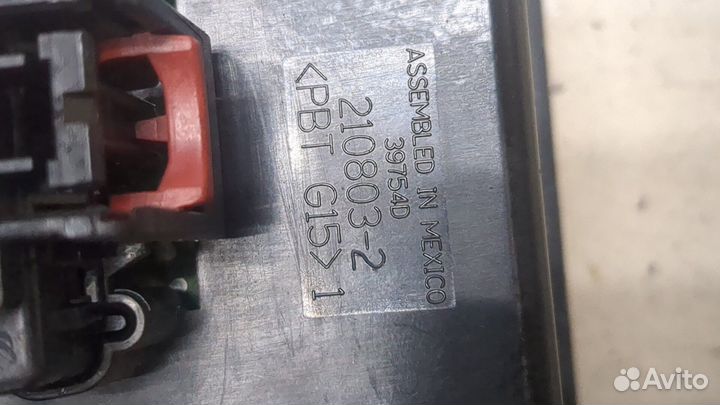 ASSEMBLED IN MEXICO
39754D
210803-2
<PBT G15> 1
Avito